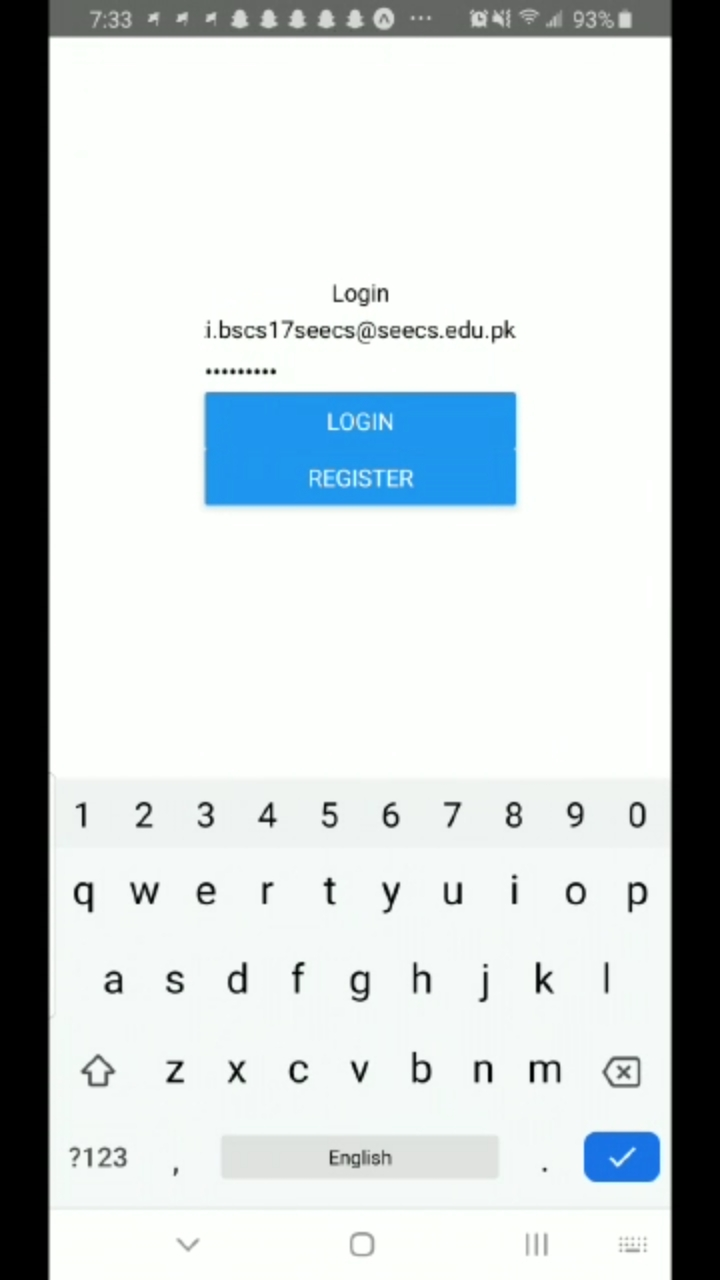 7:33 93%
Login
i.bscs17seecs@seecs.edu.pk
•••••••••
LOGIN
REGISTER
1 2 3 4 5 6 7 8 9 0
q w e r t y u i o p
a s d f g h j k l
z x c v b n m
?123 , English .